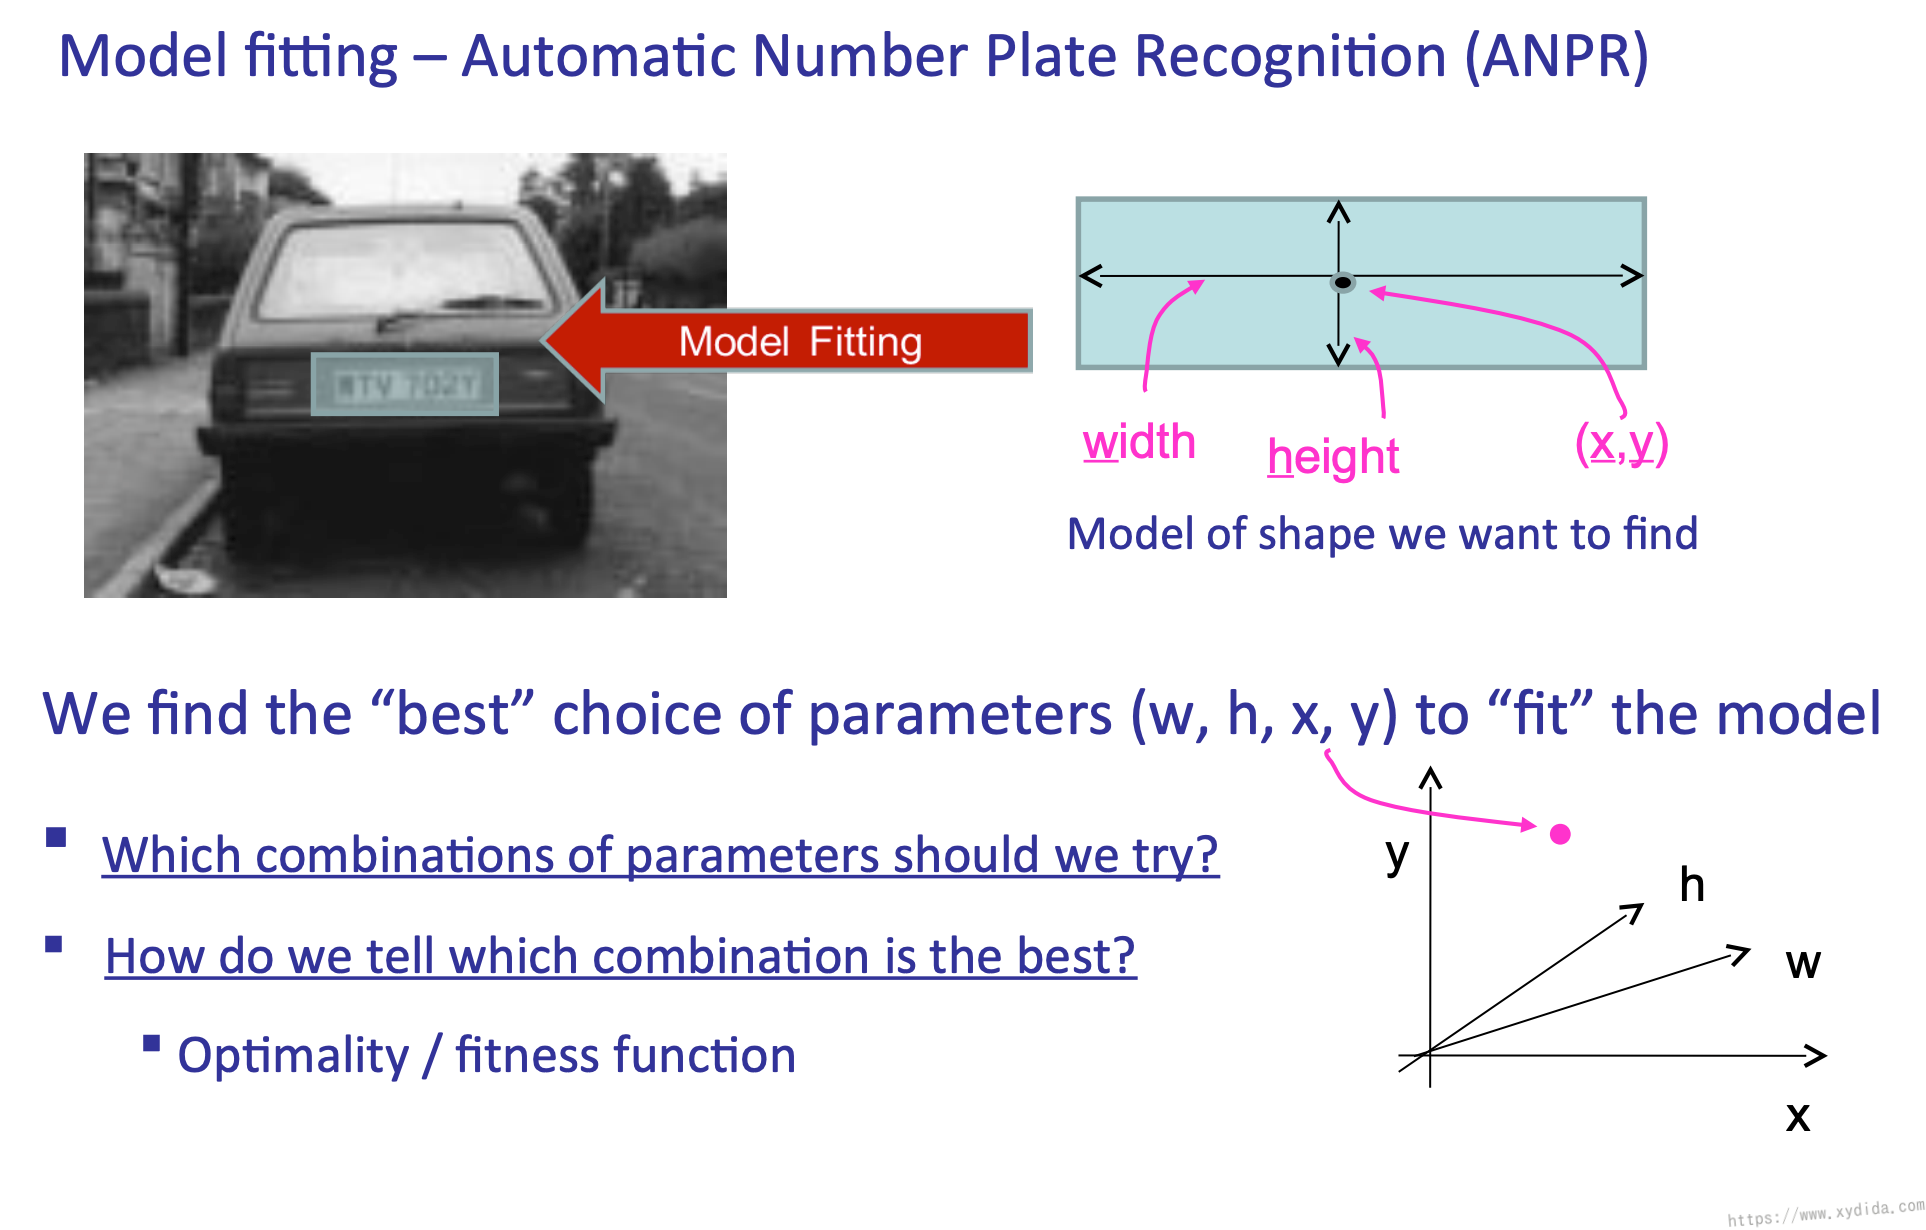 Model fitting – Automatic Number Plate Recognition (ANPR)
WTV 702Y
Model Fitting
width
height
(x,y)
Model of shape we want to find
We find the “best” choice of parameters (w, h, x, y) to “fit” the model
Which combinations of parameters should we try?
How do we tell which combination is the best?
Optimality / fitness function
y
h
w
x
https://www.xydida.com